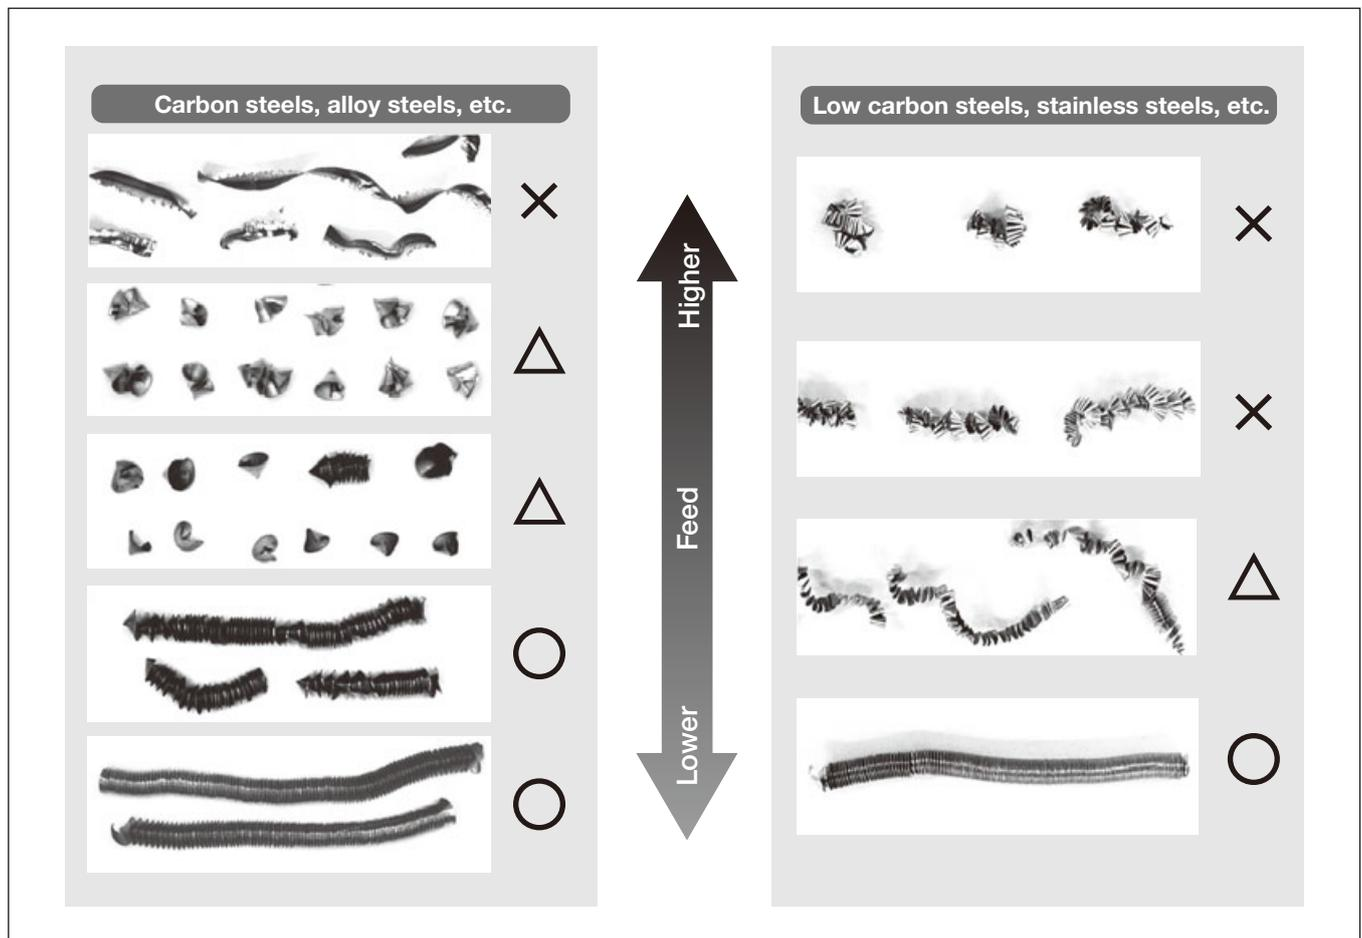 Carbon steels, alloy steels, etc.
Higher
Feed
Lower
Low carbon steels, stainless steels, etc.